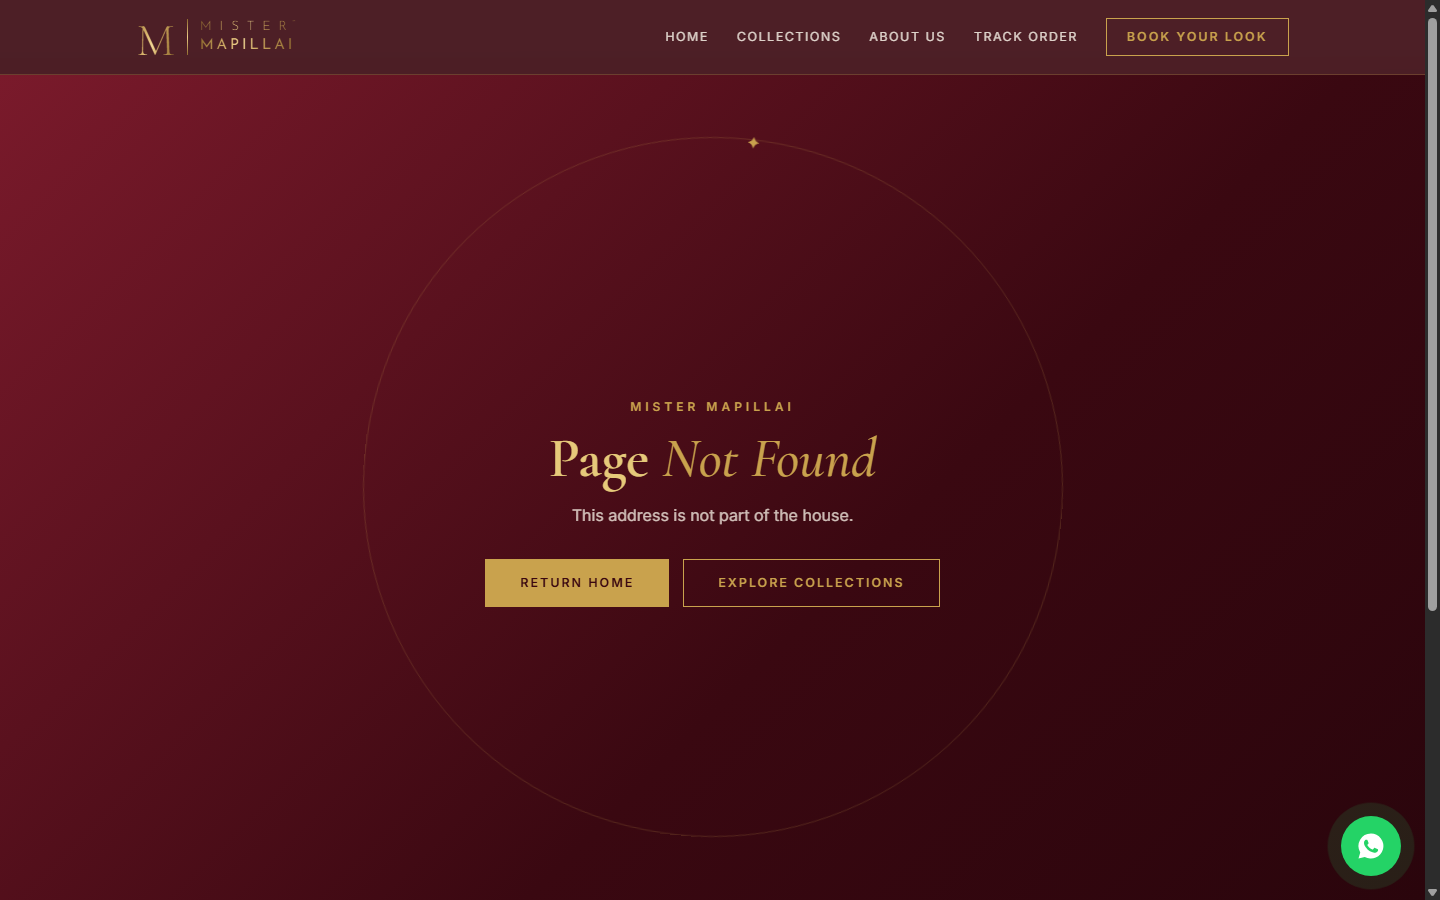 M
MISTER
MAPILLAI
HOME
COLLECTIONS
ABOUT US
TRACK ORDER
BOOK YOUR LOOK
MISTER MAPILLAI
Page Not Found
This address is not part of the house.
RETURN HOME
EXPLORE COLLECTIONS